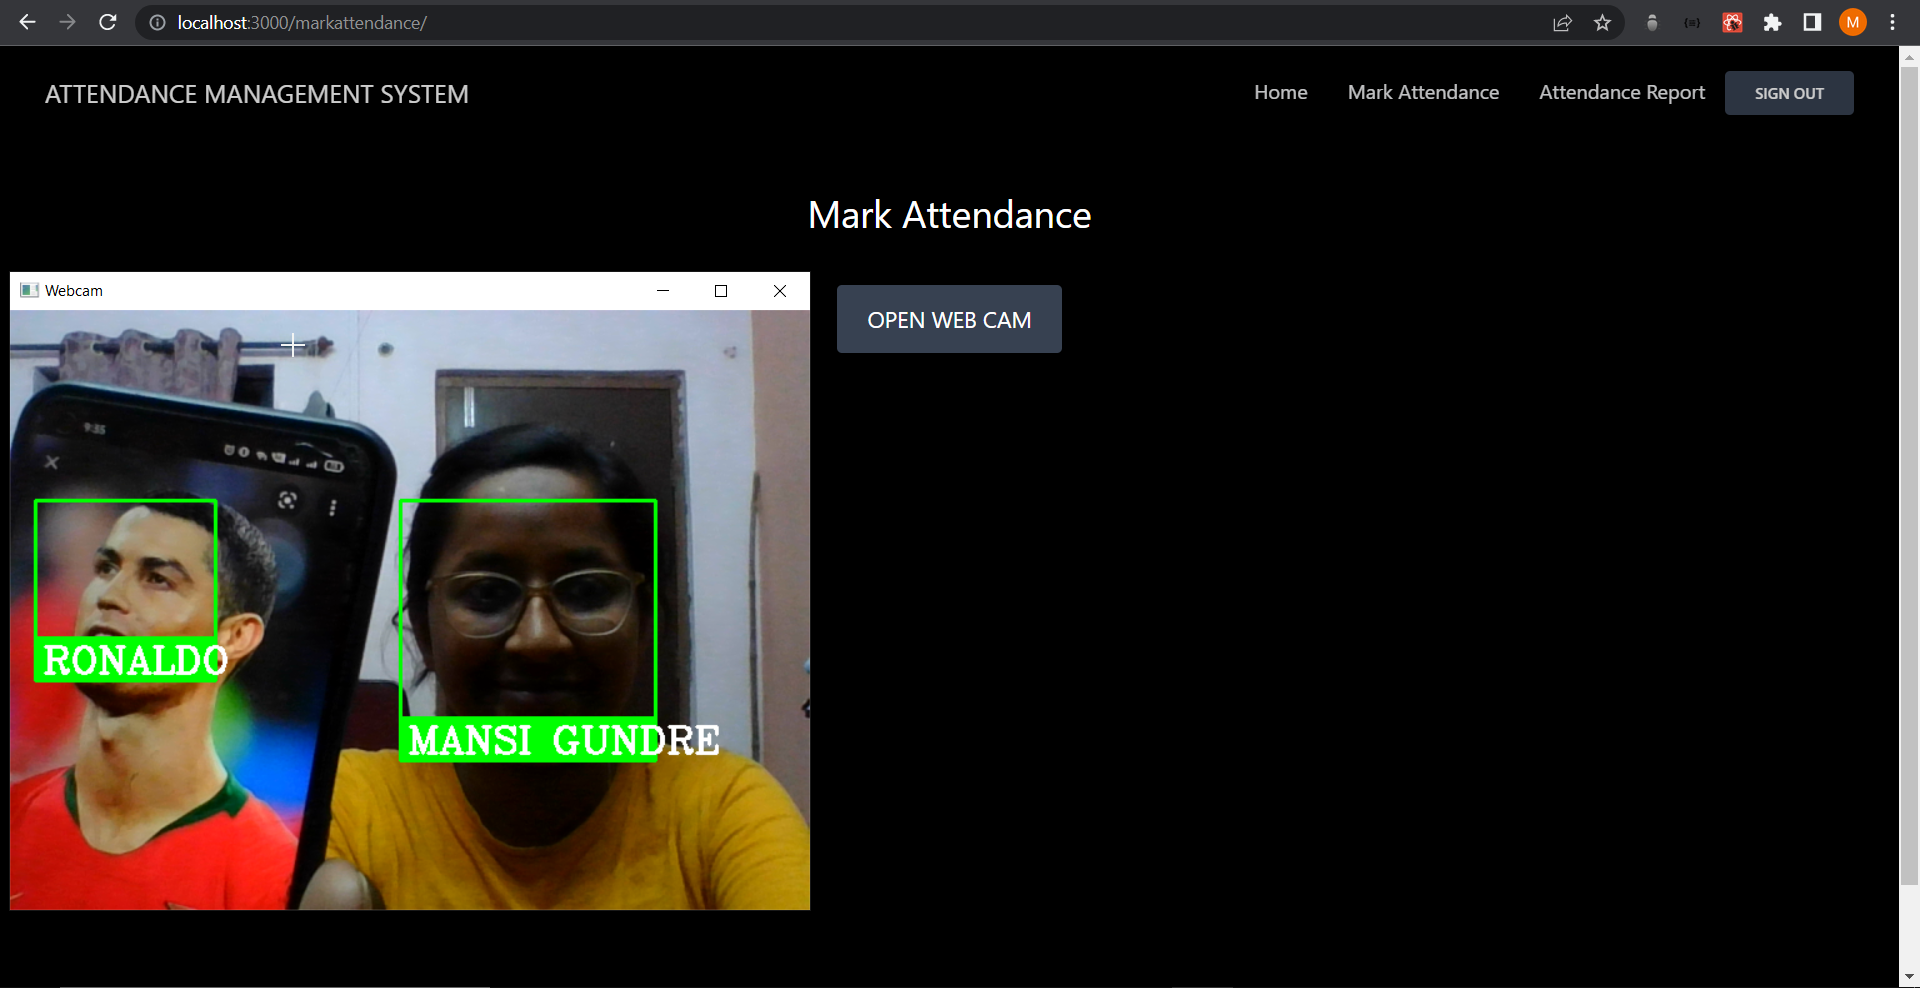 localhost:3000/markattendance/
M
ATTENDANCE MANAGEMENT SYSTEM
Home
Mark Attendance
Attendance Report
SIGN OUT
Mark Attendance
Webcam
OPEN WEB CAM
9:35
RONALDO
MANSI GUNDRE